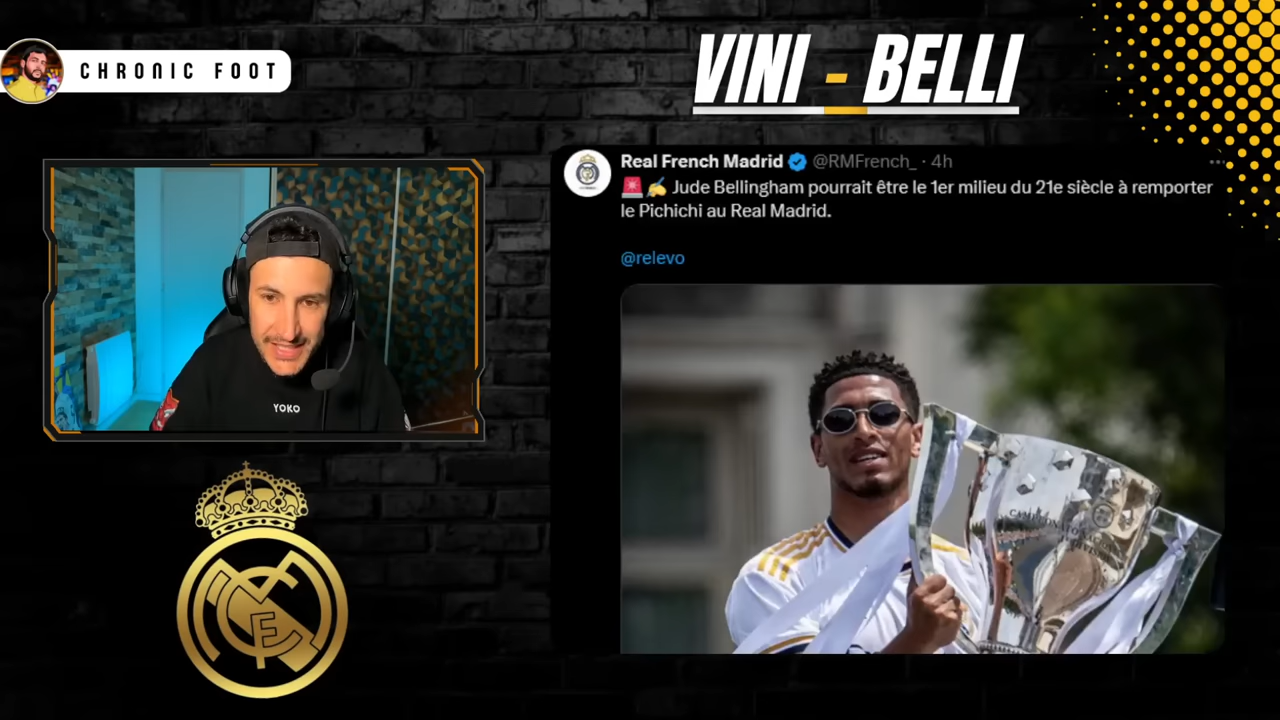 CHRONIC FOOT
VINI - BELLI
Real French Madrid @RMFrench_ · 4h
🚨✍️ Jude Bellingham pourrait être le 1er milieu du 21e siècle à remporter
le Pichichi au Real Madrid.
@relevo
YOKO